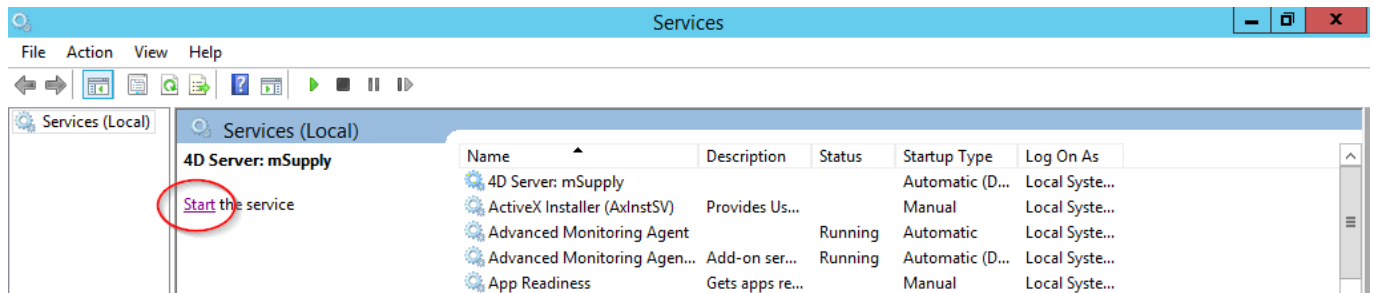 Services
File Action View Help
Services (Local)
Services (Local)
4D Server: mSupply
Start the service
Name Description Status Startup Type Log On As
4D Server: mSupply Automatic (D... Local Syste...
ActiveX Installer (AxInstSV) Provides Us... Manual Local Syste...
Advanced Monitoring Agent Running Automatic Local Syste...
Advanced Monitoring Agen... Add-on ser... Running Automatic (D... Local Syste...
App Readiness Gets apps re... Manual Local Syste...